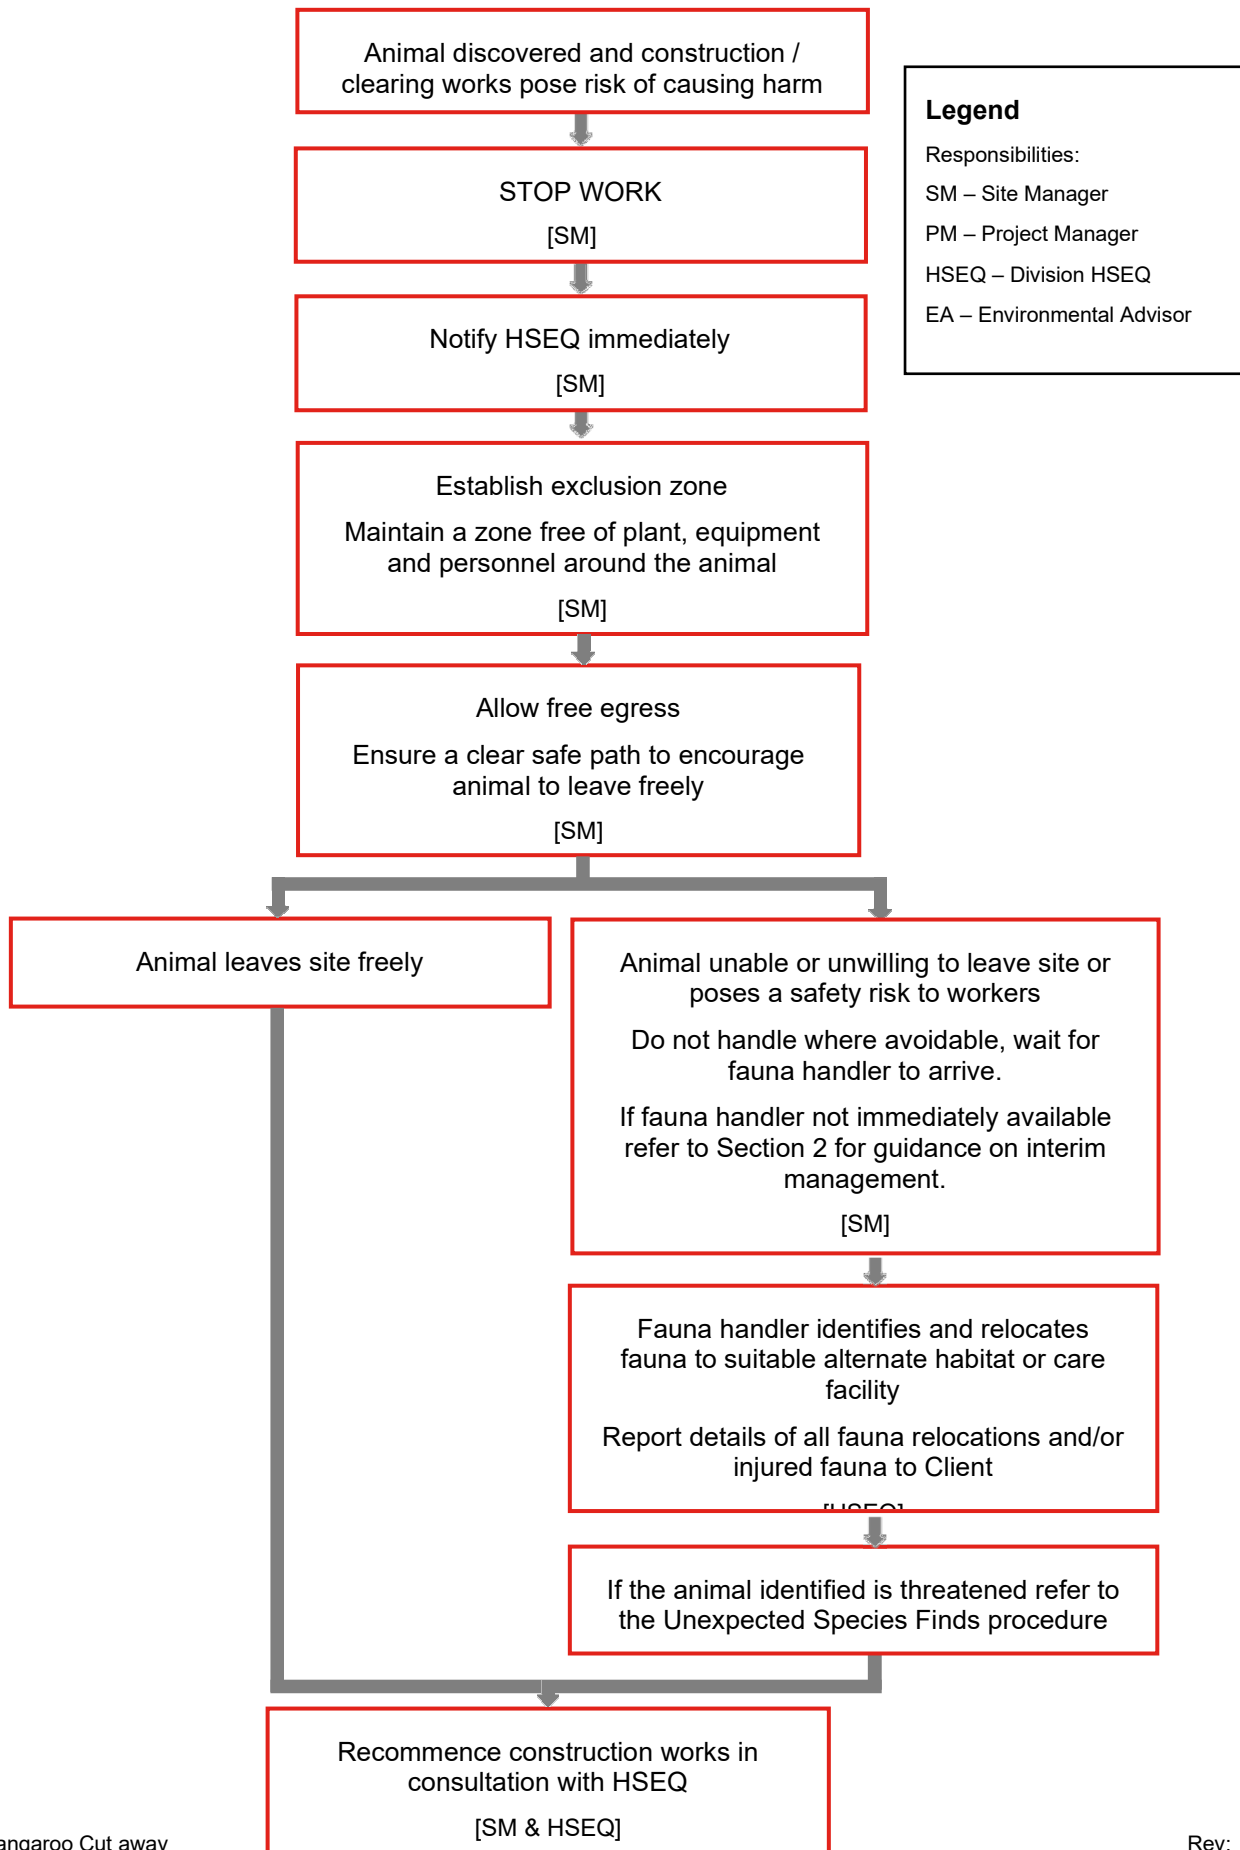 Animal discovered and construction /
clearing works pose risk of causing harm
Legend
Responsibilities:
SM – Site Manager
PM – Project Manager
HSEQ – Division HSEQ
EA – Environmental Advisor
STOP WORK
[SM]
Notify HSEQ immediately
[SM]
Establish exclusion zone
Maintain a zone free of plant, equipment
and personnel around the animal
[SM]
Allow free egress
Ensure a clear safe path to encourage
animal to leave freely
[SM]
Animal leaves site freely
Animal unable or unwilling to leave site or
poses a safety risk to workers
Do not handle where avoidable, wait for
fauna handler to arrive.
If fauna handler not immediately available
refer to Section 2 for guidance on interim
management.
[SM]
Fauna handler identifies and relocates
fauna to suitable alternate habitat or care
facility
Report details of all fauna relocations and/or
injured fauna to Client
[HSEQ]
If the animal identified is threatened refer to
the Unexpected Species Finds procedure
Recommence construction works in
consultation with HSEQ
[SM & HSEQ]
angaroo Cut away
Rev: